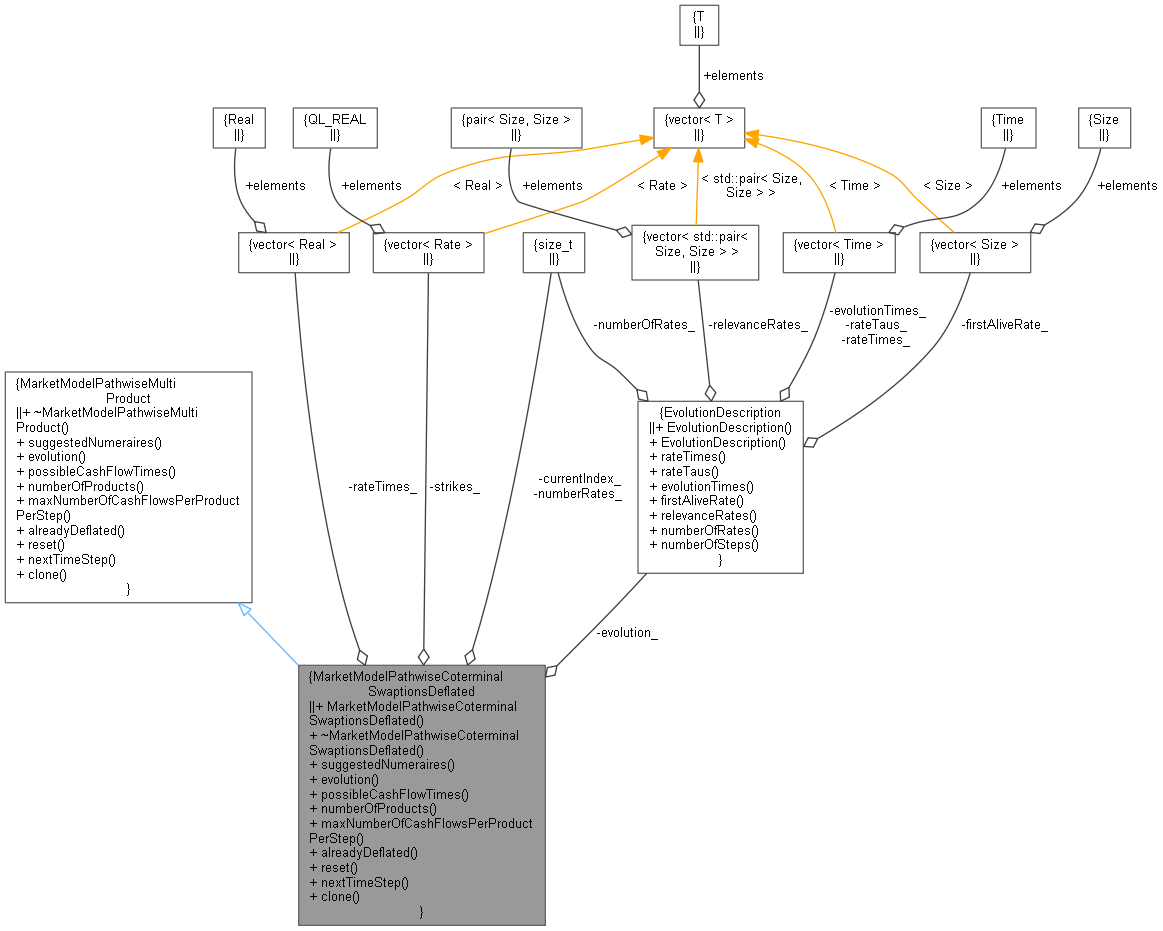 {T
||}
+elements
{Real
||}
{QL_REAL
||}
{pair< Size, Size >
||}
{vector< T >
||}
{Time
||}
{Size
||}
+elements
+elements
< Real >
+elements
< Rate >
< std::pair< Size,
Size > >
< Time >
< Size >
+elements
+elements
{vector< Real >
||}
{vector< Rate >
||}
{size_t
||}
{vector< std::pair<
Size, Size > >
||}
{vector< Time >
||}
{vector< Size >
||}
-numberOfRates_
-relevanceRates_
-evolutionTimes_
-rateTaus_
-rateTimes_
-firstAliveRate_
{MarketModelPathwiseMulti
Product
||+ ~MarketModelPathwiseMulti
Product()
+ suggestedNumeraires()
+ evolution()
+ possibleCashFlowTimes()
+ numberOfProducts()
+ maxNumberOfCashFlowsPerProduct
PerStep()
+ alreadyDeflated()
+ reset()
+ nextTimeStep()
+ clone()
}
-rateTimes_
-strikes_
-currentIndex_
-numberRates_
{EvolutionDescription
||+ EvolutionDescription()
+ EvolutionDescription()
+ rateTimes()
+ rateTaus()
+ evolutionTimes()
+ firstAliveRate()
+ relevanceRates()
+ numberOfRates()
+ numberOfSteps()
}
-evolution_
{MarketModelPathwiseCoterminal
SwaptionsDeflated
||+ MarketModelPathwiseCoterminal
SwaptionsDeflated()
+ ~MarketModelPathwiseCoterminal
SwaptionsDeflated()
+ suggestedNumeraires()
+ evolution()
+ possibleCashFlowTimes()
+ numberOfProducts()
+ maxNumberOfCashFlowsPerProduct
PerStep()
+ alreadyDeflated()
+ reset()
+ nextTimeStep()
+ clone()
}